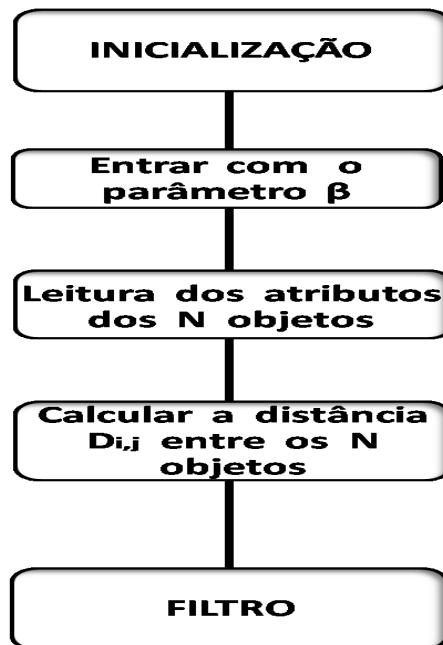 INICIALIZAÇÃO
Entrar com o
parâmetro β
Leitura dos atributos
dos N objetos
Calcular a distância
Di,j entre os N
objetos
FILTRO